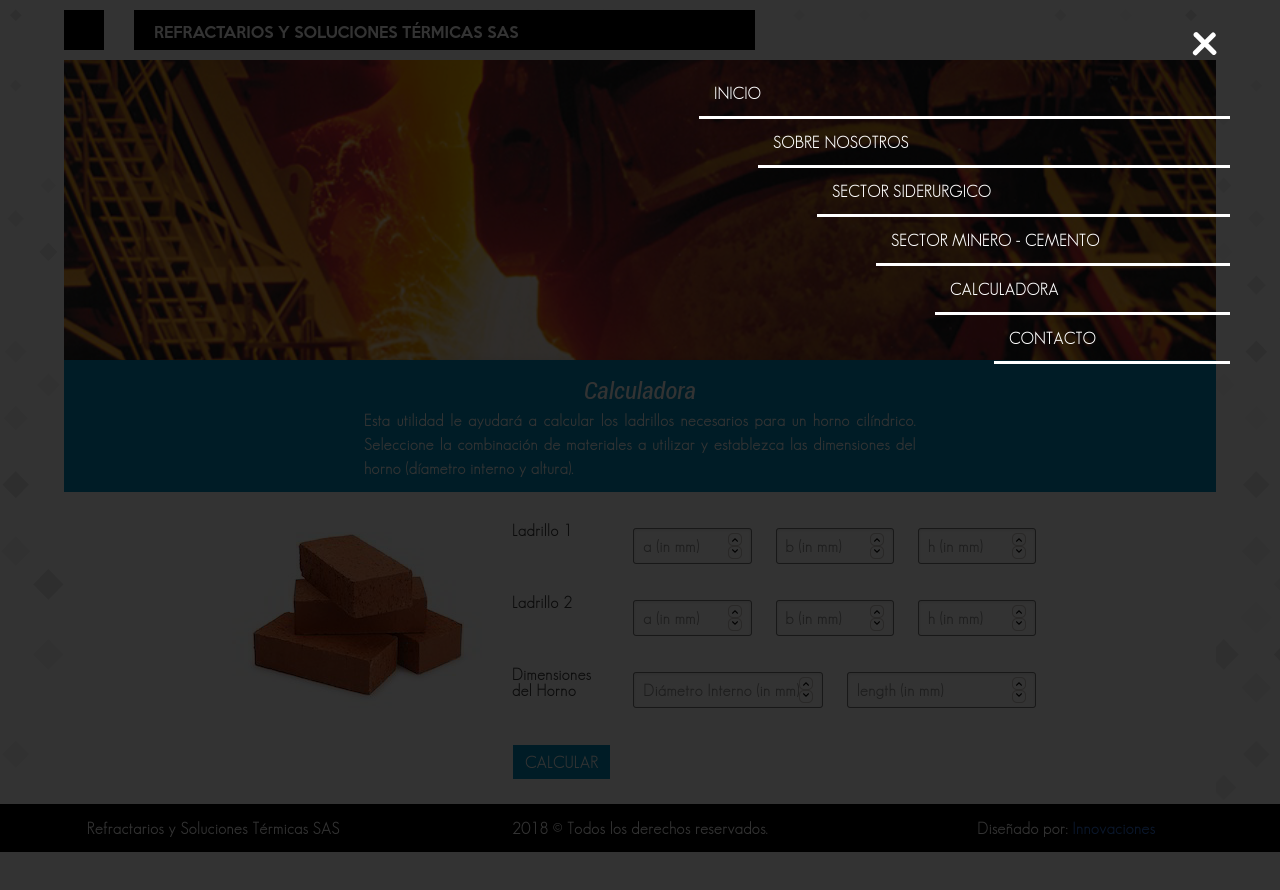 REFRACTARIOS Y SOLUCIONES TÉRMICAS SAS
INICIO
SOBRE NOSOTROS
SECTOR SIDERURGICO
SECTOR MINERO - CEMENTO
CALCULADORA
CONTACTO
Calculadora
Esta utilidad le ayudará a calcular los ladrillos necesarios para un horno cilíndrico.
Seleccione la combinación de materiales a utilizar y establezca las dimensiones del
horno (díametro interno y altura).
Ladrillo 1
a (in mm)
b (in mm)
h (in mm)
Ladrillo 2
a (in mm)
b (in mm)
h (in mm)
Dimensiones
del Horno
Diámetro Interno (in mm)
length (in mm)
CALCULAR
Refractarios y Soluciones Térmicas SAS
2018 © Todos los derechos reservados.
Diseñado por: Innovaciones